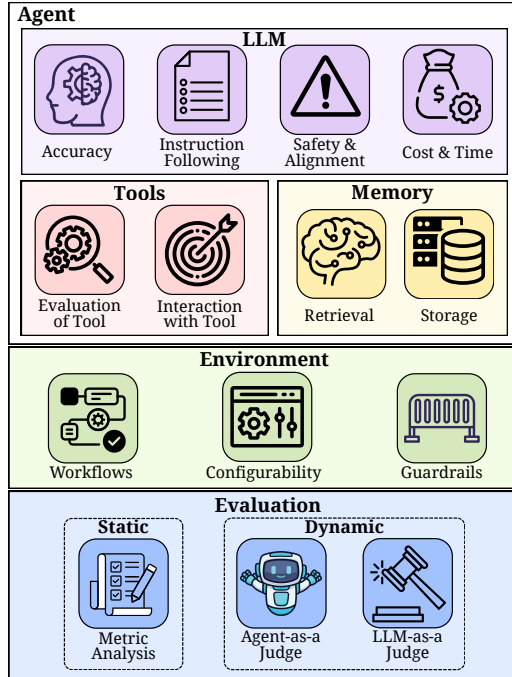 Agent
LLM
Accuracy
Instruction
Following
Safety &
Alignment
$
Cost & Time
Tools
Evaluation
of Tool
Interaction
with Tool
Memory
Retrieval
Storage
Environment
Workflows
Configurability
Guardrails
Evaluation
Static
Metric
Analysis
Dynamic
Agent-as-a
Judge
LLM-as-a
Judge